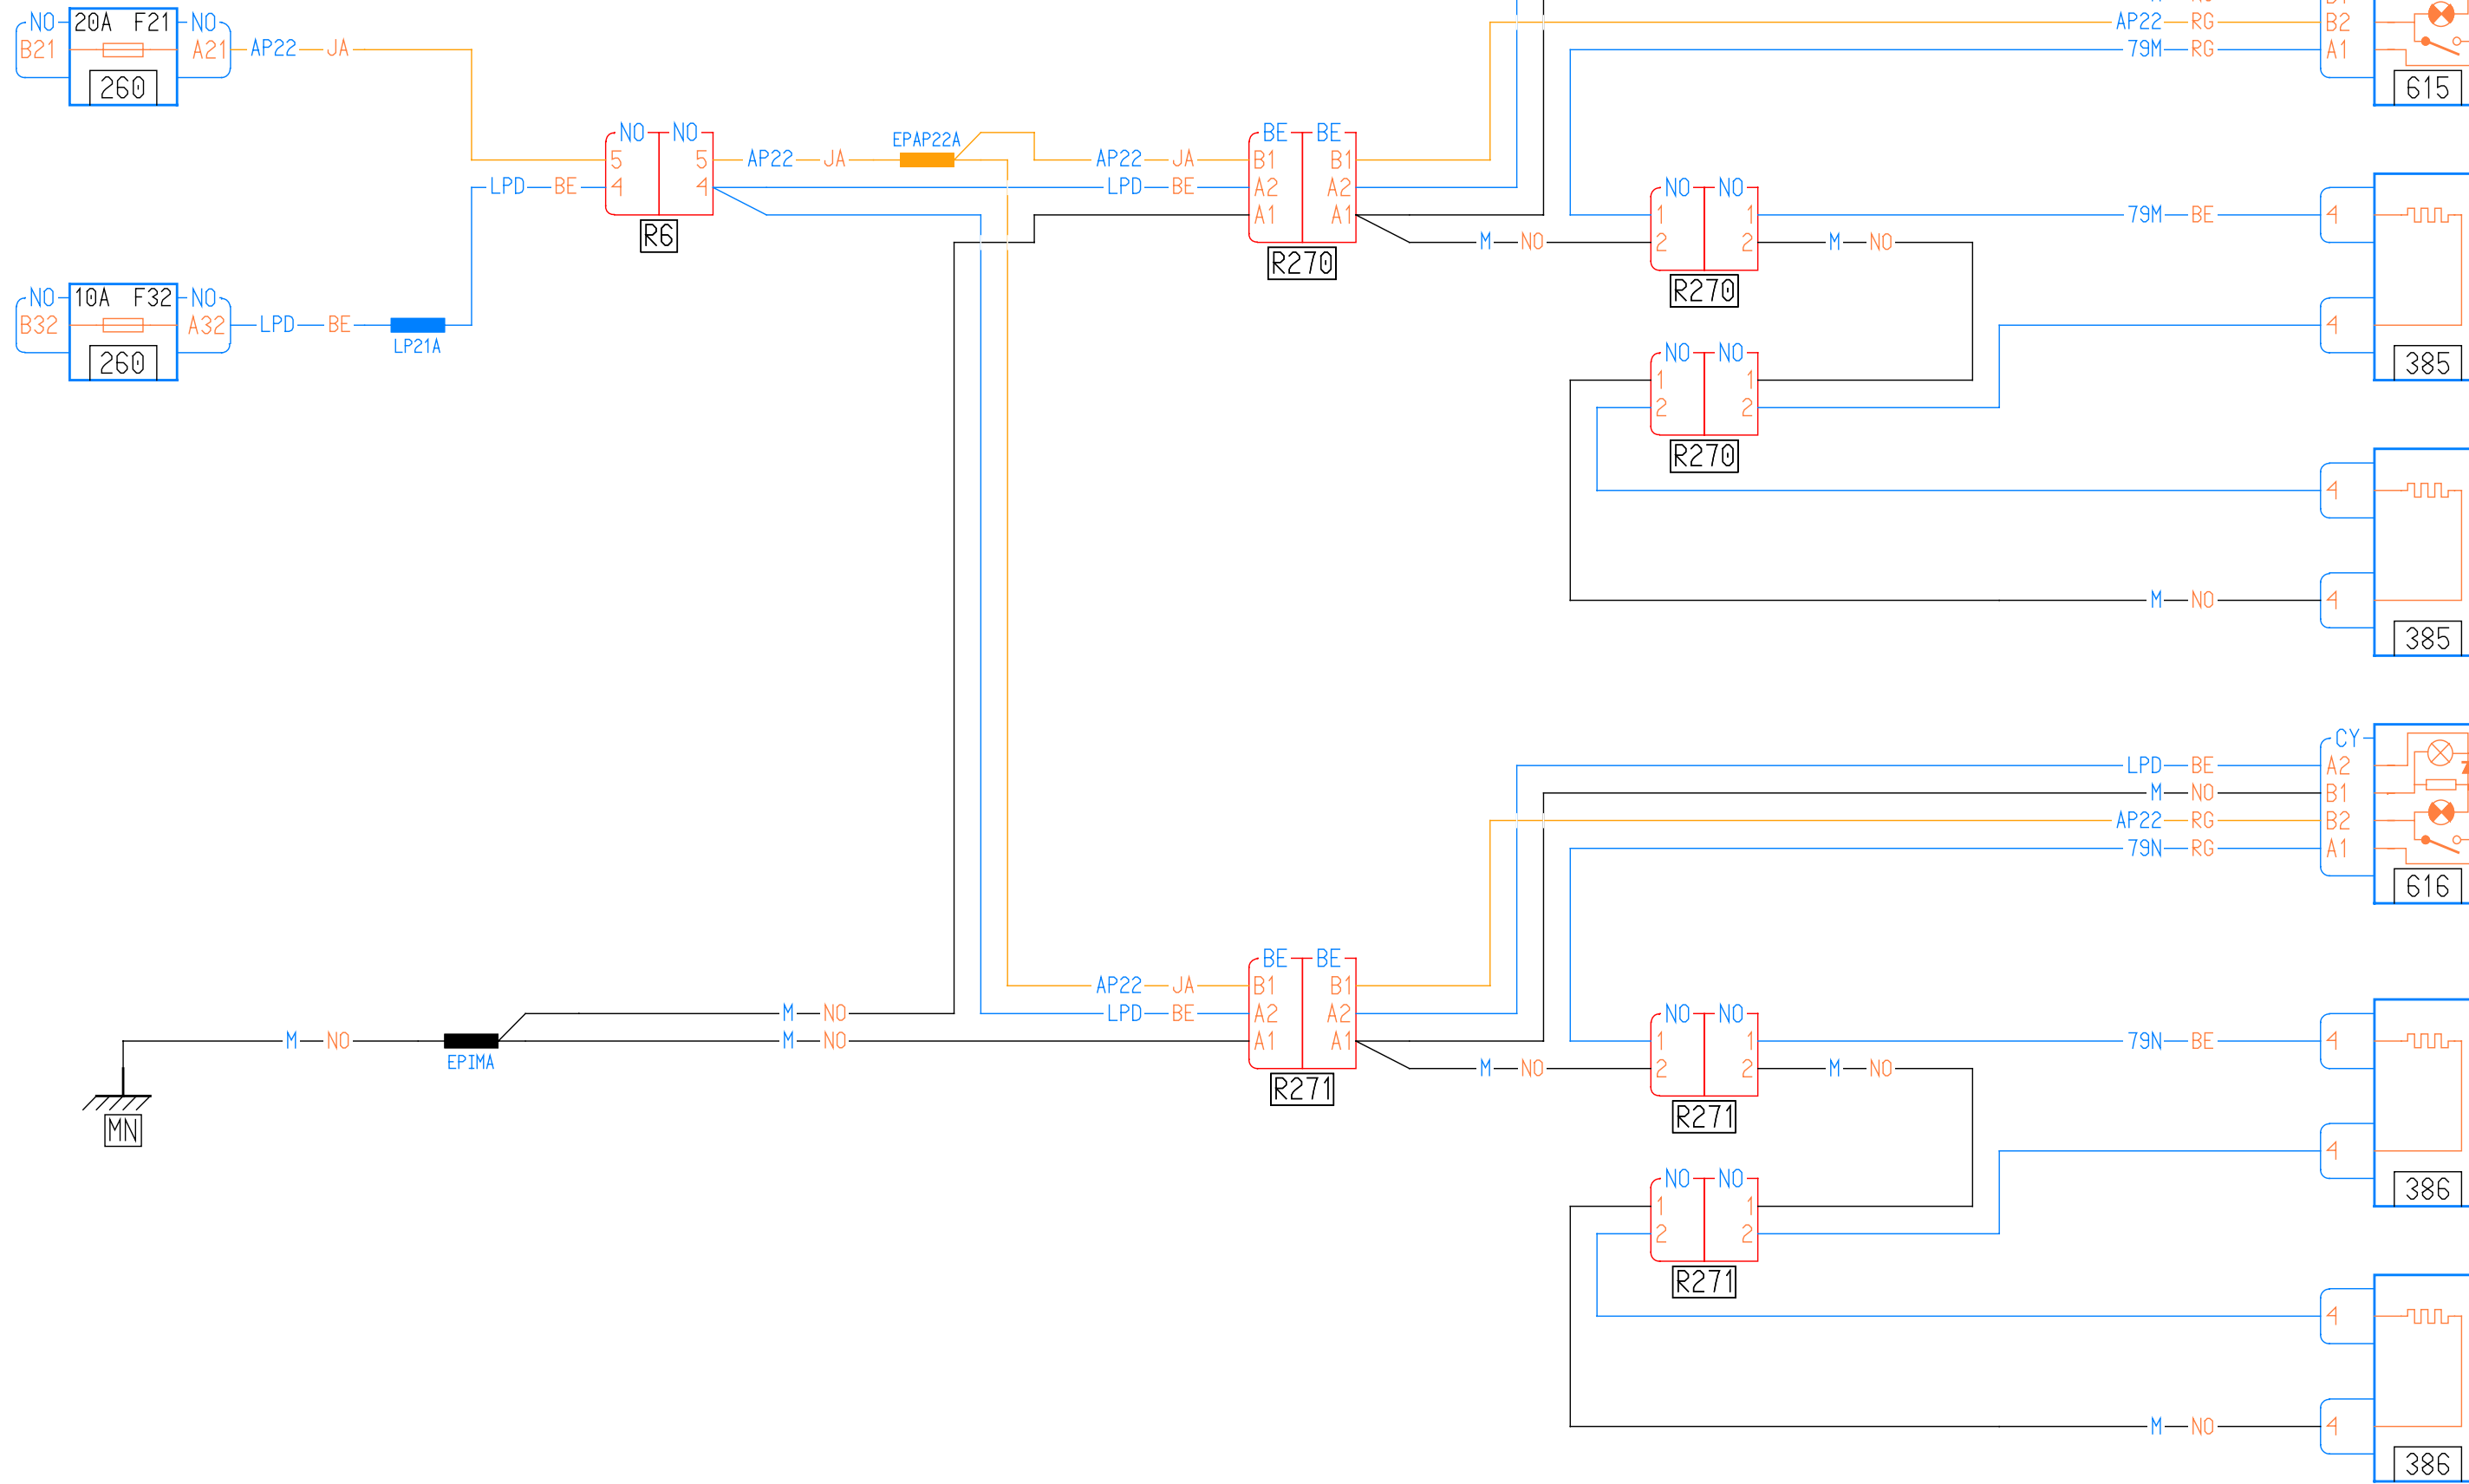 NO 20A F21 NO
B21 A21 AP22 JA
260
AP22 RG B2
79M RG A1
615
NO NO
5 5 AP22 JA EPAP22A AP22 JA
LPD BE 4 4 LPD BE
R6
BE BE
B1 B1
A2 A2
A1 A1
R270
M NO
NO NO
1 1 79M BE 4
2 2 M NO
R270
4
385
NO 10A F32 NO
B32 A32 LPD BE
LP21A
260
NO NO
1 1
2 2
R270
4
M NO 4
385
CY
LPD BE A2
M NO B1
AP22 RG B2
79N RG A1
616
BE BE
AP22 JA B1 B1
LPD BE A2 A2
M NO
M NO EPIMA M NO A1 A1
R271
MN
M NO
NO NO
1 1 79N BE 4
2 2 M NO
R271
4
386
NO NO
1 1
2 2
R271
4
M NO 4
386